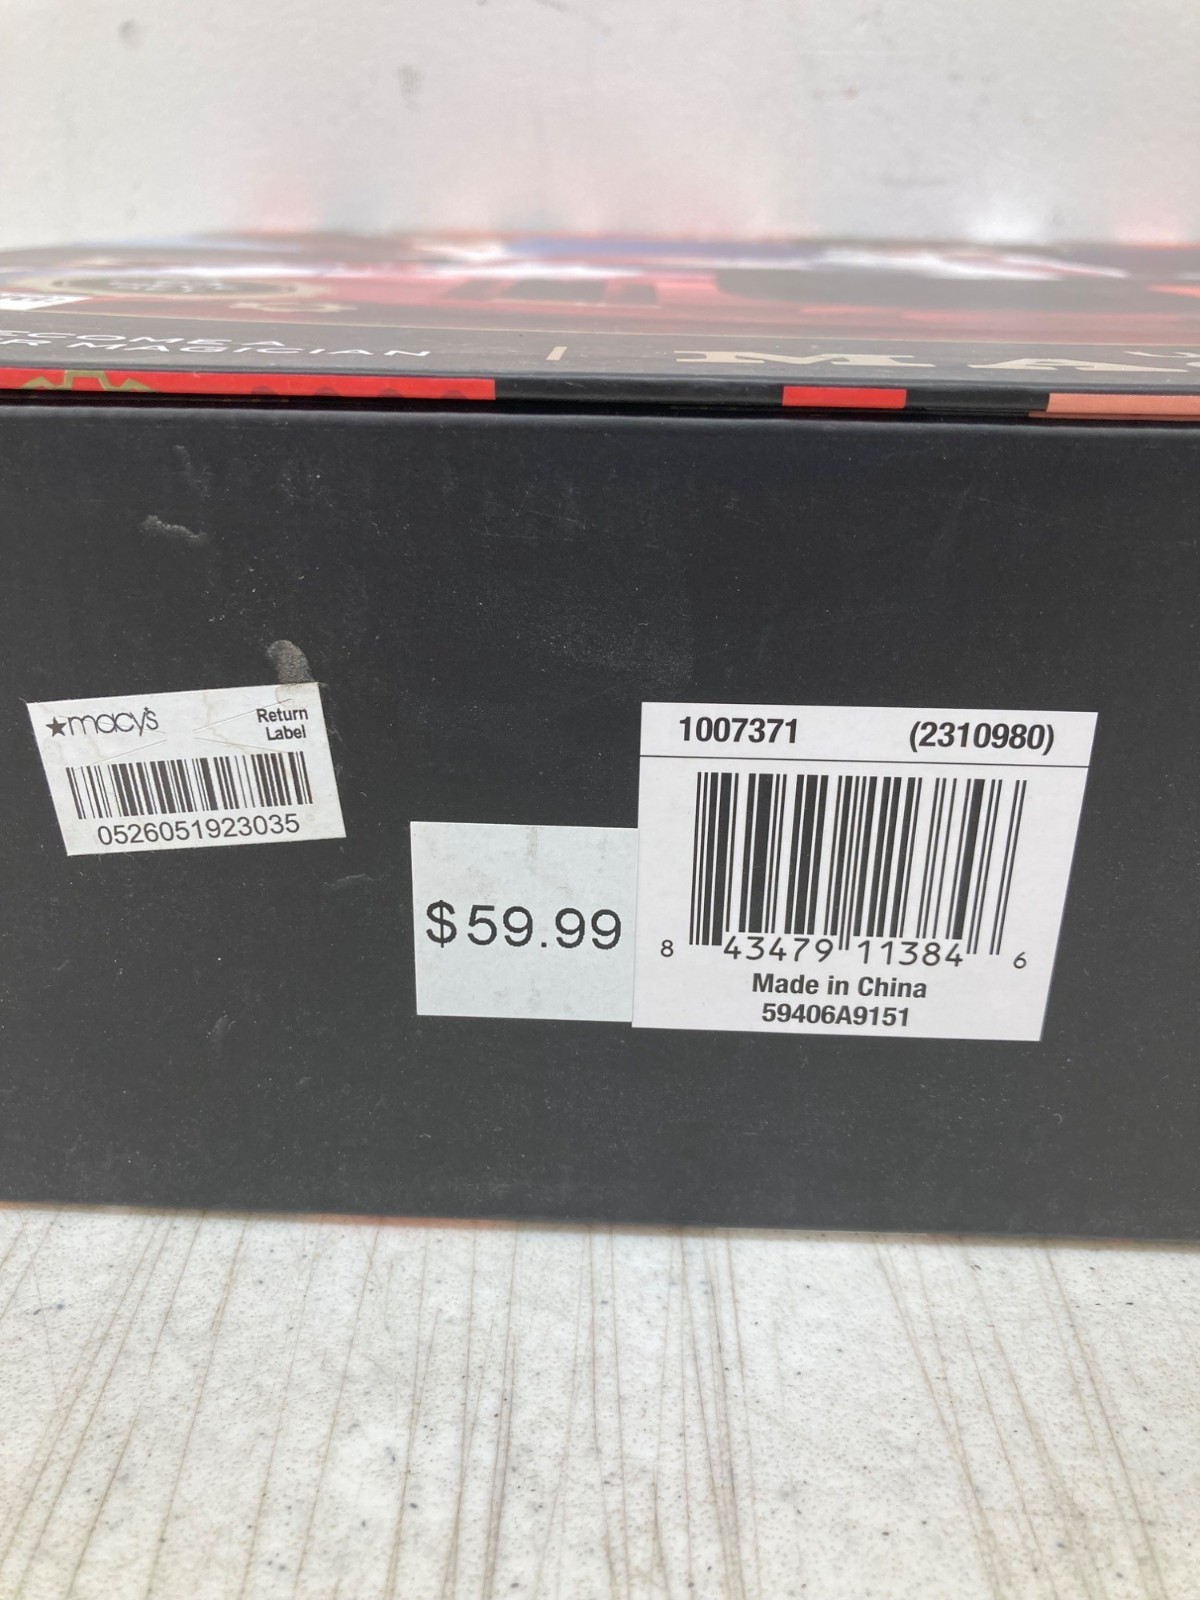 MAGICIAN
★macy's
Return
Label
0526051923035
$59.99
1007371 (2310980)
8 43479 11384 6
Made in China
59406A9151